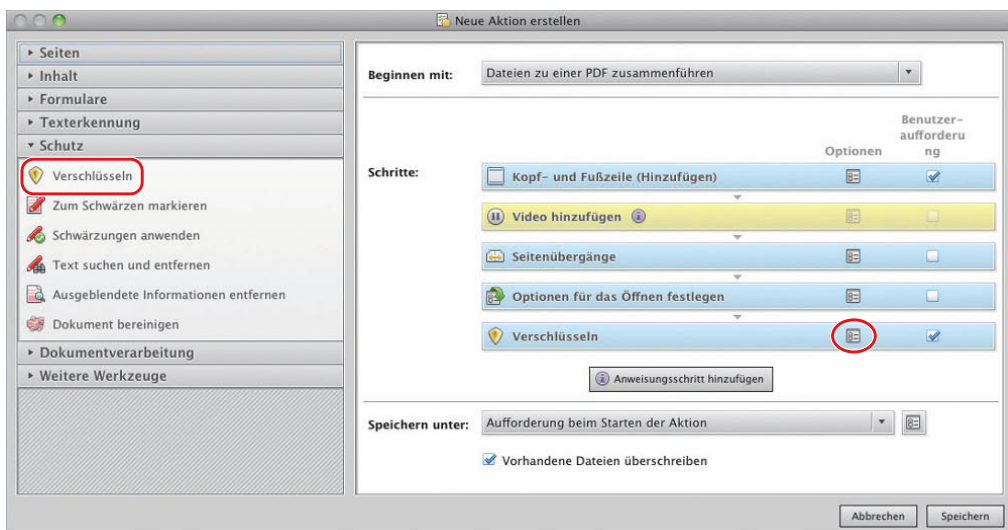 Neue Aktion erstellen
Seiten
Inhalt
Formulare
Texterkennung
Schutz
Verschlüsseln
Zum Schwärzen markieren
Schwärzungen anwenden
Text suchen und entfernen
Ausgeblendete Informationen entfernen
Dokument bereinigen
Dokumentverarbeitung
Weitere Werkzeuge
Beginnen mit: Dateien zu einer PDF zusammenführen
Benutzer-
aufforderu
Optionen ng
Schritte: Kopf- und Fußzeile (Hinzufügen)
Video hinzufügen
Seitenübergänge
Optionen für das Öffnen festlegen
Verschlüsseln
Anweisungsschritt hinzufügen
Speichern unter: Aufforderung beim Starten der Aktion
Vorhandene Dateien überschreiben
Abbrechen Speichern